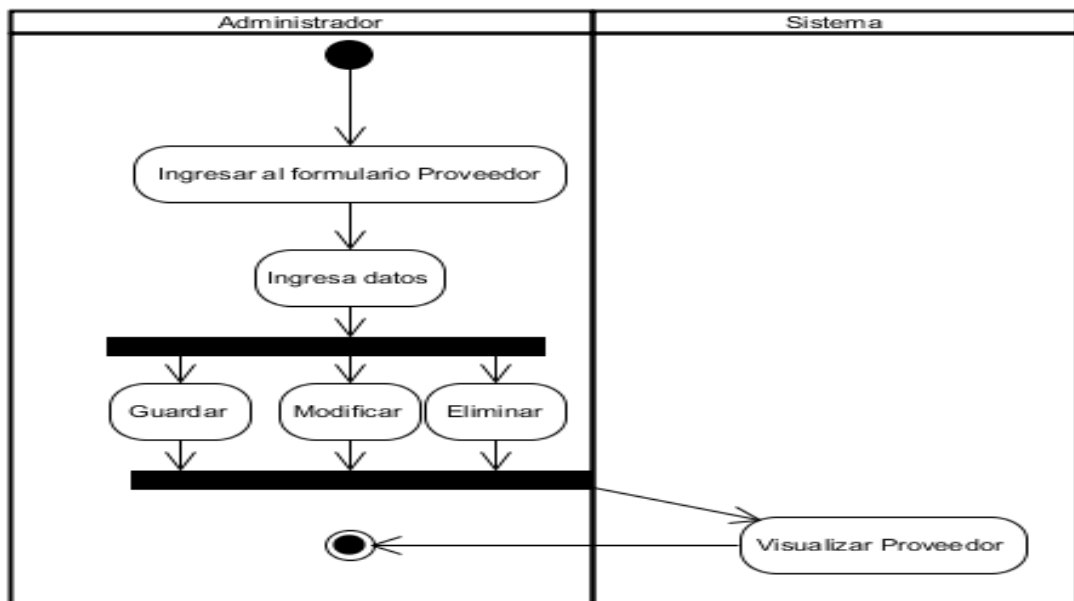 Administrador
Sistema
Ingresar al formulario Proveedor
Ingresa datos
Guardar
Modificar
Eliminar
Visualizar Proveedor